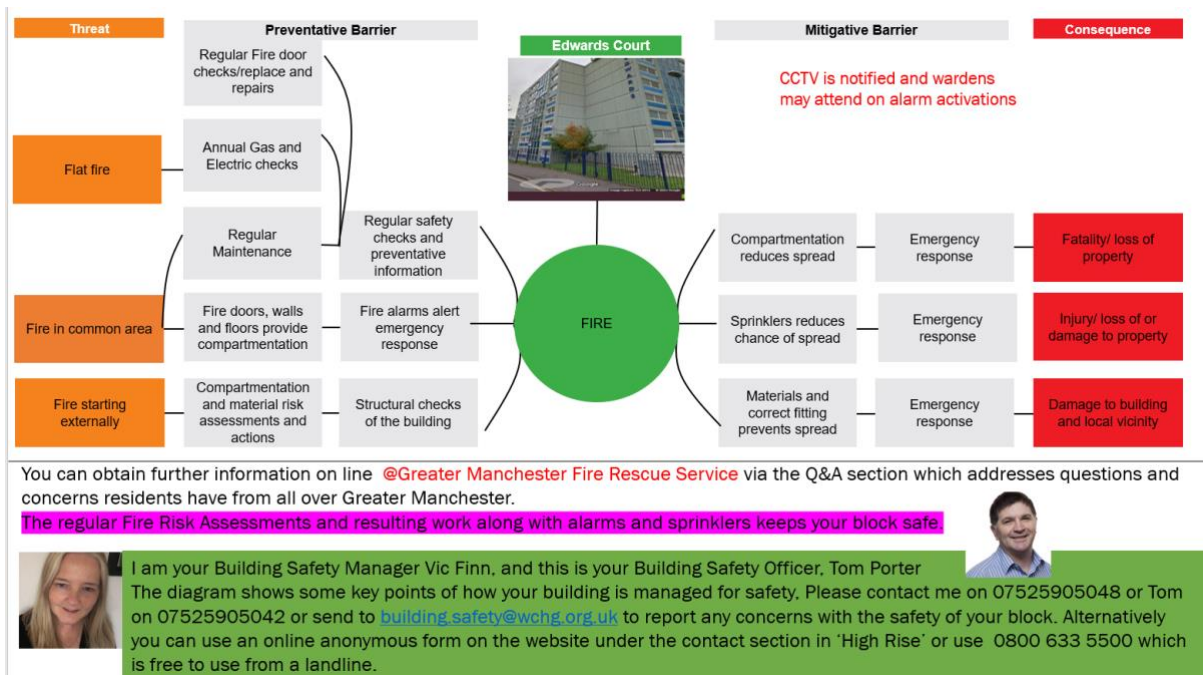 Threat
Preventative Barrier
Edwards Court
Mitigative Barrier
Consequence
Regular Fire door
checks/replace and
repairs
CCTV is notified and wardens
may attend on alarm activations
Flat fire
Annual Gas and
Electric checks
Regular
Maintenance
Regular safety
checks and
preventative
information
Compartmentation
reduces spread
Emergency
response
Fatality/ loss of
property
Fire in common area
Fire doors, walls
and floors provide
compartmentation
Fire alarms alert
emergency
response
FIRE
Sprinklers reduces
chance of spread
Emergency
response
Injury/ loss of or
damage to property
Fire starting
externally
Compartmentation
and material risk
assessments and
actions
Structural checks
of the building
Materials and
correct fitting
prevents spread
Emergency
response
Damage to building
and local vicinity
You can obtain further information on line @Greater Manchester Fire Rescue Service via the Q&A section which addresses questions and
concerns residents have from all over Greater Manchester.
The regular Fire Risk Assessments and resulting work along with alarms and sprinklers keeps your block safe.
I am your Building Safety Manager Vic Finn, and this is your Building Safety Officer, Tom Porter
The diagram shows some key points of how your building is managed for safety. Please contact me on 07525905048 or Tom
on 07525905042 or send to building.safety@wchg.org.uk to report any concerns with the safety of your block. Alternatively
you can use an online anonymous form on the website under the contact section in 'High Rise' or use 0800 633 5500 which
is free to use from a landline.